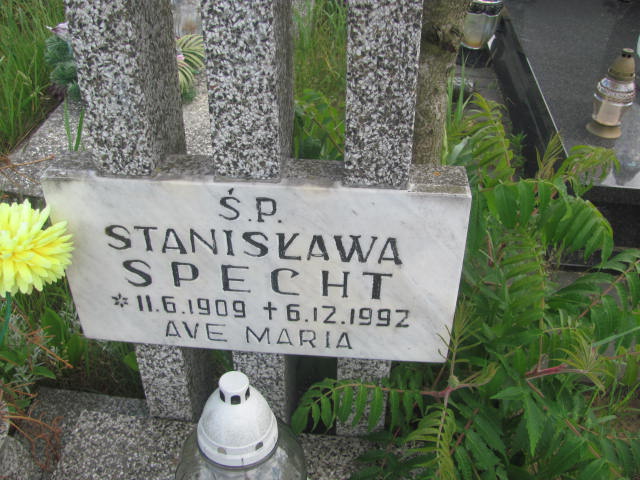 Ś.P.
STANISŁAWA
SPECHT
* 11.6.1909 ✝ 6.12.1992
AVE MARIA